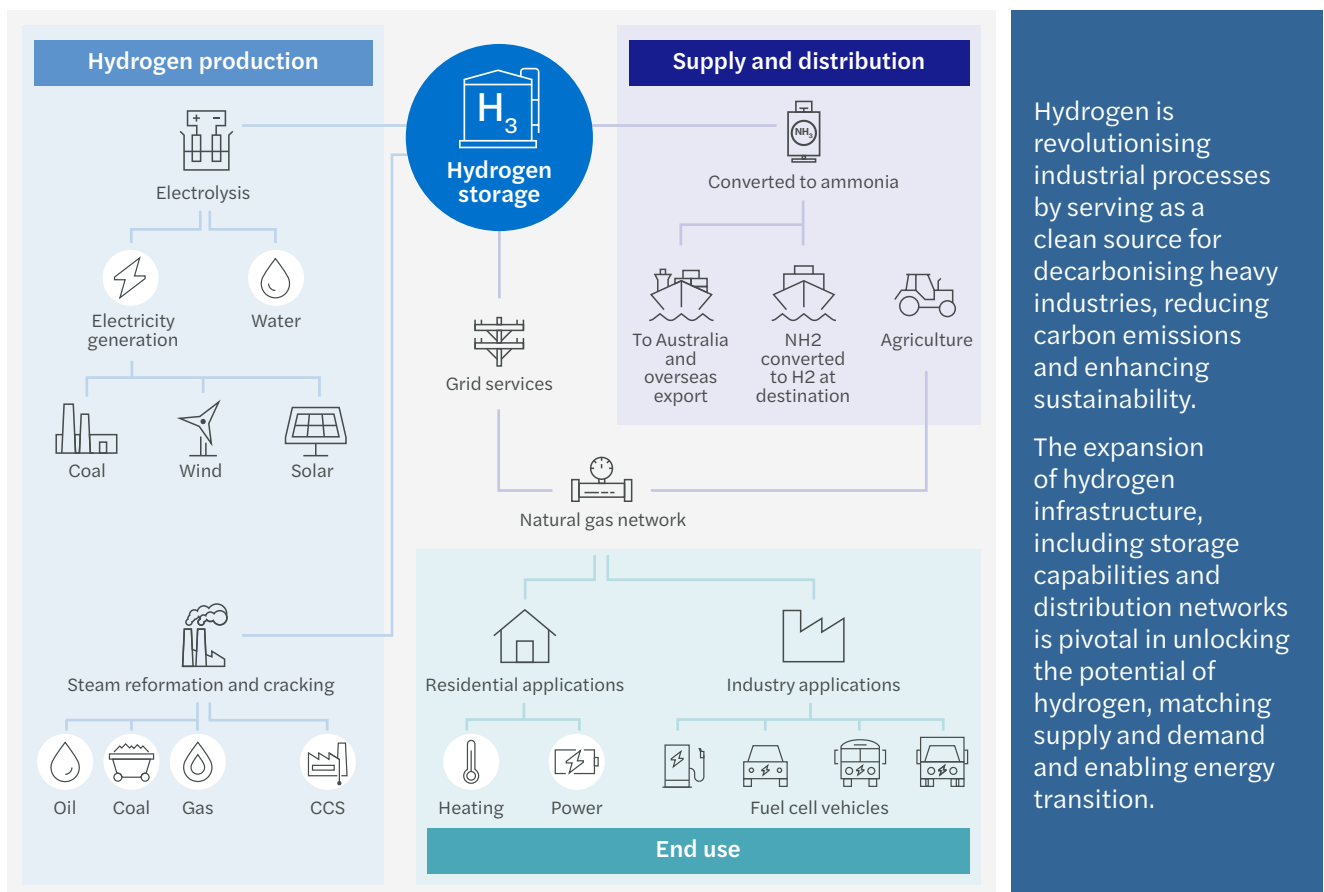 Hydrogen production
+ -
Electrolysis
Electricity
generation
Water
Coal
Wind
Solar
Steam reformation and cracking
Oil
Coal
Gas
CCS
H3
Hydrogen
storage
Grid services
Natural gas network
Supply and distribution
NH3
Converted to ammonia
To Australia
and
overseas
export
NH2
converted
to H2 at
destination
Agriculture
Residential applications
Industry applications
Heating
Power
Fuel cell vehicles
End use
Hydrogen is
revolutionising
industrial processes
by serving as a
clean source for
decarbonising heavy
industries, reducing
carbon emissions
and enhancing
sustainability.
The expansion
of hydrogen
infrastructure,
including storage
capabilities and
distribution networks
is pivotal in unlocking
the potential of
hydrogen, matching
supply and demand
and enabling energy
transition.